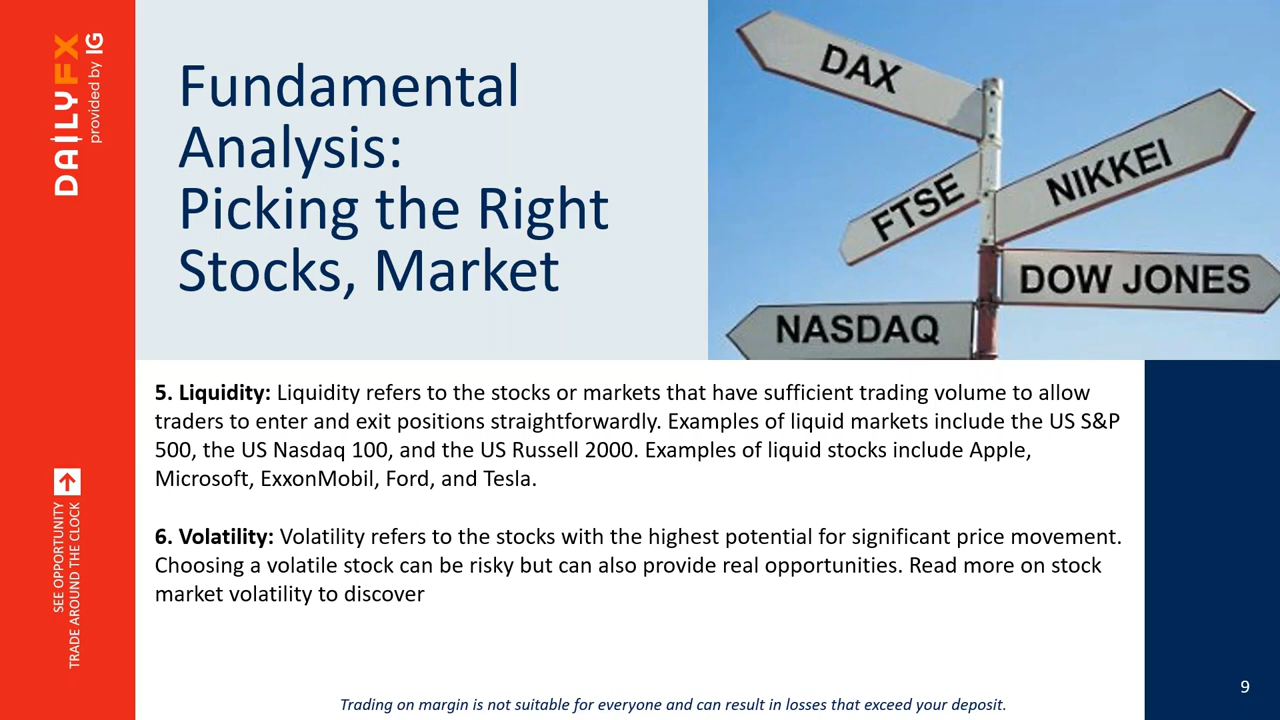 DAILYFX
provided by IG
SEE OPPORTUNITY
TRADE AROUND THE CLOCK
Fundamental
Analysis:
Picking the Right
Stocks, Market
DAX
NIKKEI
FTSE
DOW JONES
NASDAQ
5. Liquidity: Liquidity refers to the stocks or markets that have sufficient trading volume to allow
traders to enter and exit positions straightforwardly. Examples of liquid markets include the US S&P
500, the US Nasdaq 100, and the US Russell 2000. Examples of liquid stocks include Apple,
Microsoft, ExxonMobil, Ford, and Tesla.
6. Volatility: Volatility refers to the stocks with the highest potential for significant price movement.
Choosing a volatile stock can be risky but can also provide real opportunities. Read more on stock
market volatility to discover
9
Trading on margin is not suitable for everyone and can result in losses that exceed your deposit.